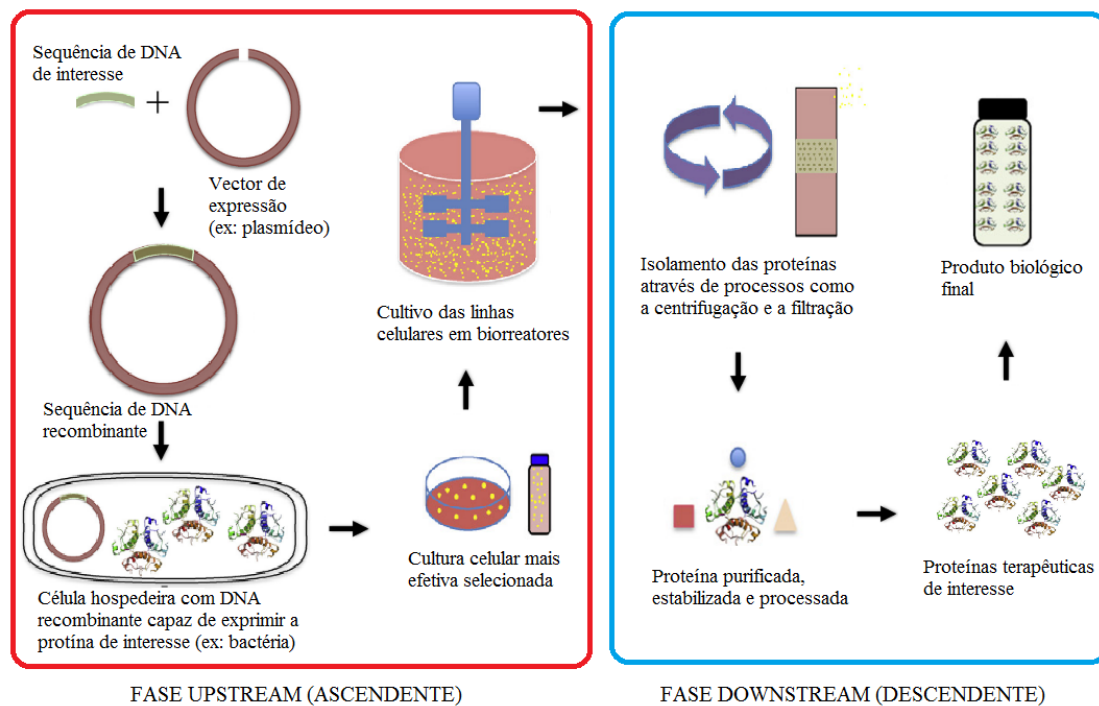 Sequência de DNA
de interesse
+
Vector de
expressão
(ex: plasmídeo)
Sequência de DNA
recombinante
Célula hospedeira com DNA
recombinante capaz de exprimir a
protína de interesse (ex: bactéria)
Cultura celular mais
efetiva selecionada
Cultivo das linhas
celulares em biorreatores
FASE UPSTREAM (ASCENDENTE)
Isolamento das proteínas
através de processos como
a centrifugação e a filtração
Proteína purificada,
estabilizada e processada
Proteínas terapêuticas
de interesse
Produto biológico
final
FASE DOWNSTREAM (DESCENDENTE)